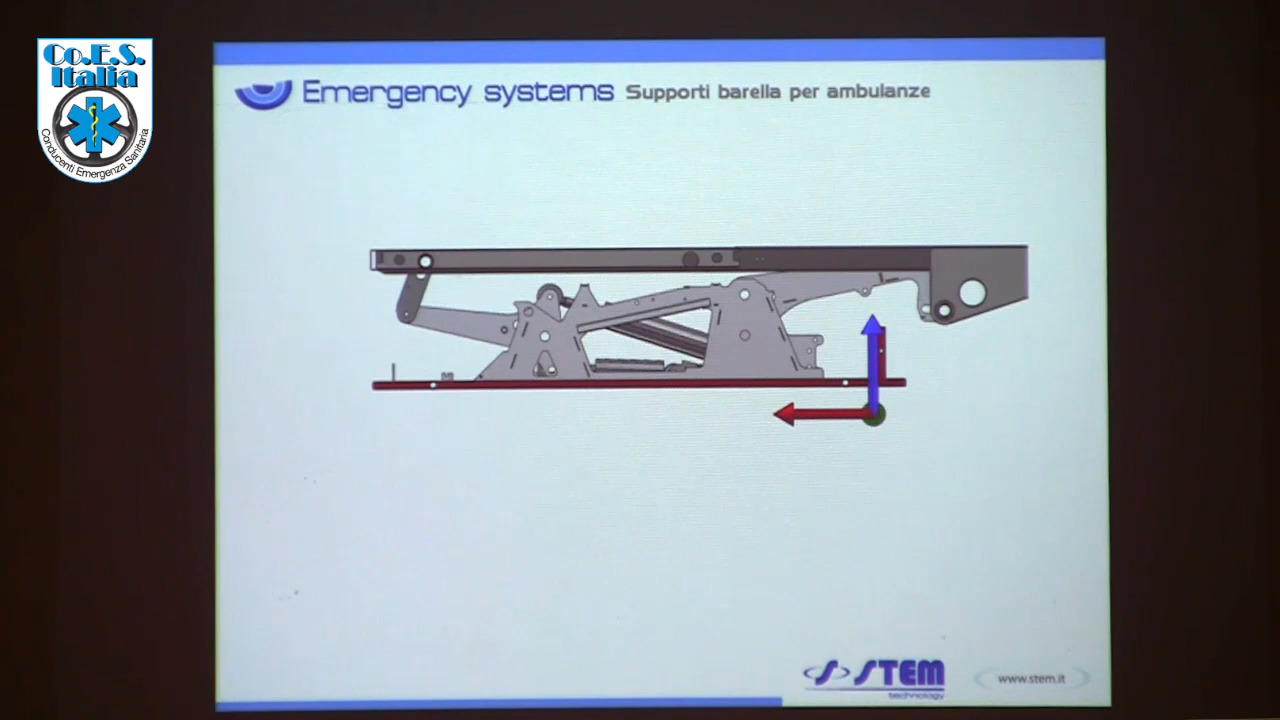 Co.E.S.
Italia
Conducenti Emergenza Sanitaria
Emergency systems Supporti barella per ambulanze
STEM
technology
www.stem.it